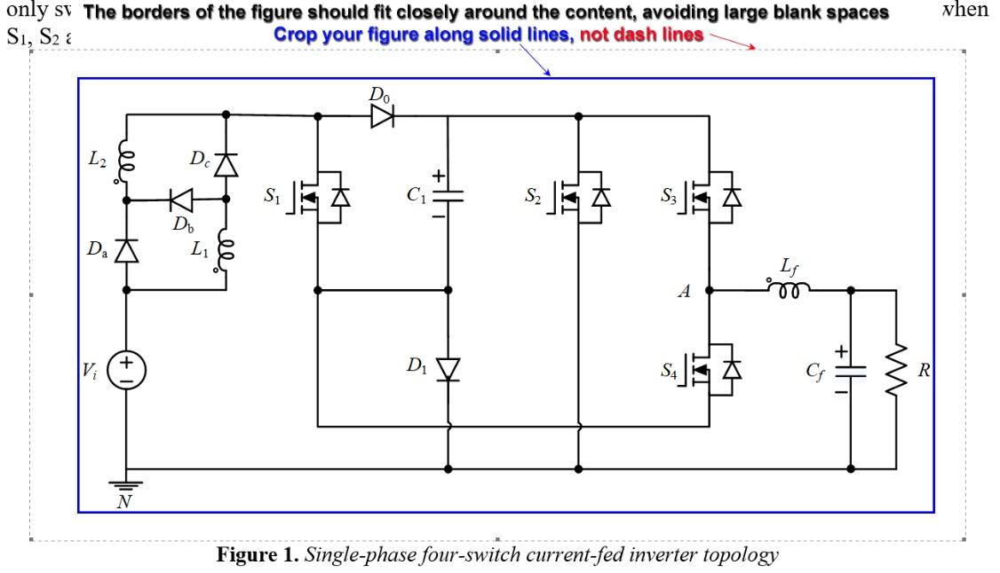 only sv The borders of the figure should fit closely around the content, avoiding large blank spaces when
S1, S2 Crop your figure along solid lines, not dash lines
D0
L2
Dc
S1
C1
+
S2
S3
Db
Da
L1
Lf
A
Vi
+
D1
S4
+
Cf
R
N
Figure 1. Single-phase four-switch current-fed inverter topology